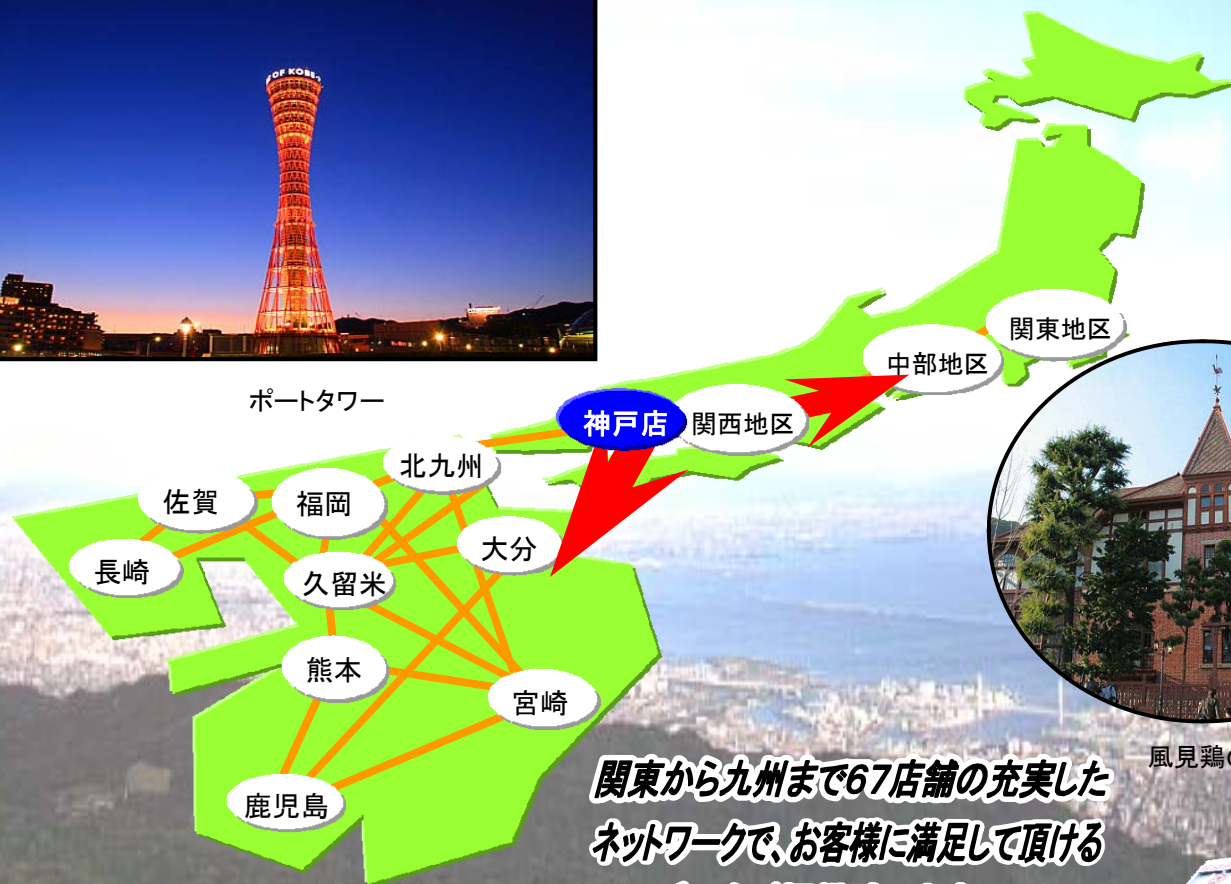 OF KOBE
ポートタワー
関東地区
中部地区
神戸店
関西地区
北九州
佐賀
福岡
大分
長崎
久留米
熊本
宮崎
鹿児島
風見鶏
関東から九州まで67店舗の充実した
ネットワークで、お客様に満足して頂ける